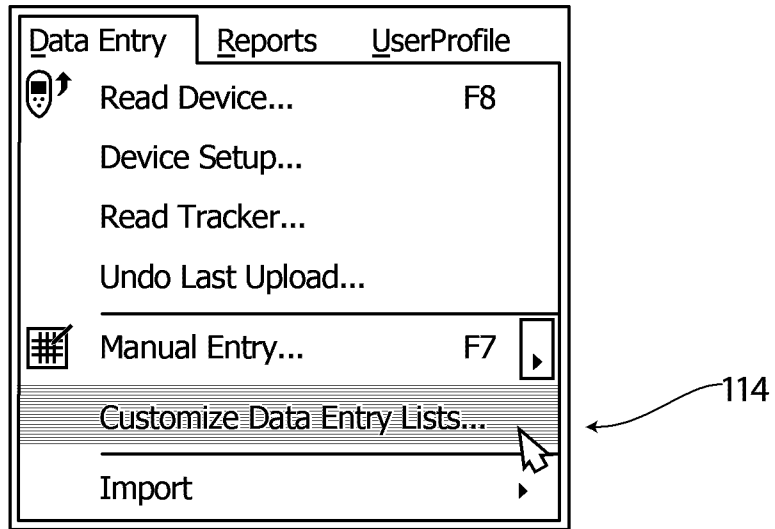 Data Entry Reports UserProfile
Read Device... F8
Device Setup...
Read Tracker...
Undo Last Upload...
Manual Entry... F7
Customize Data Entry Lists...
114
Import